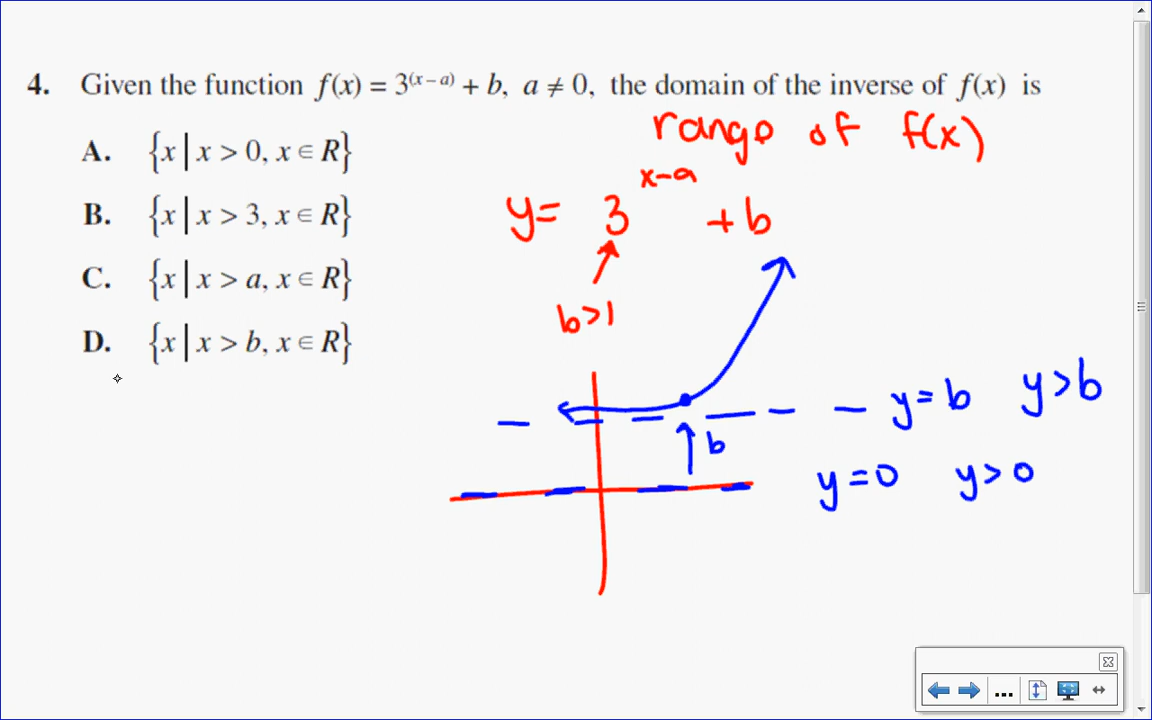 4. Given the function f(x) = 3^(x − a) + b, a ≠ 0, the domain of the inverse of f(x) is
range of f(x)
A. {x | x > 0, x ∈ R}
B. {x | x > 3, x ∈ R}
C. {x | x > a, x ∈ R}
D. {x | x > b, x ∈ R}
y = 3^x-a + b
b>1
y=b y>b
b
y=0 y>0
...